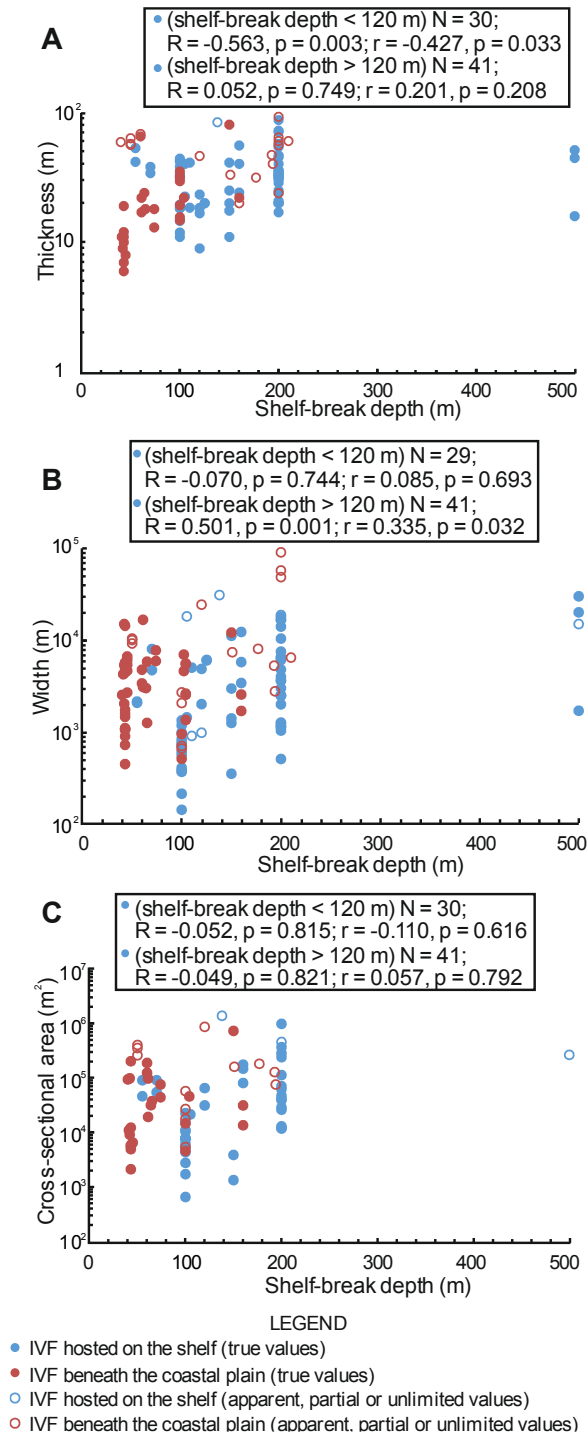 A
(shelf-break depth < 120 m) N = 30;
R = -0.563, p = 0.003; r = -0.427, p = 0.033
(shelf-break depth > 120 m) N = 41;
R = 0.052, p = 0.749; r = 0.201, p = 0.208
10²
10
1
Thickness (m)
0 100 200 300 400 500
Shelf-break depth (m)
B
(shelf-break depth < 120 m) N = 29;
R = -0.070, p = 0.744; r = 0.085, p = 0.693
(shelf-break depth > 120 m) N = 41;
R = 0.501, p = 0.001; r = 0.335, p = 0.032
10⁵
10⁴
10³
10²
Width (m)
0 100 200 300 400 500
Shelf-break depth (m)
C
(shelf-break depth < 120 m) N = 30;
R = -0.052, p = 0.815; r = -0.110, p = 0.616
(shelf-break depth > 120 m) N = 41;
R = -0.049, p = 0.821; r = 0.057, p = 0.792
10⁷
10⁶
10⁵
10⁴
10³
10²
Cross-sectional area (m²)
0 100 200 300 400 500
Shelf-break depth (m)
LEGEND
IVF hosted on the shelf (true values)
IVF beneath the coastal plain (true values)
IVF hosted on the shelf (apparent, partial or unlimited values)
IVF beneath the coastal plain (apparent, partial or unlimited values)